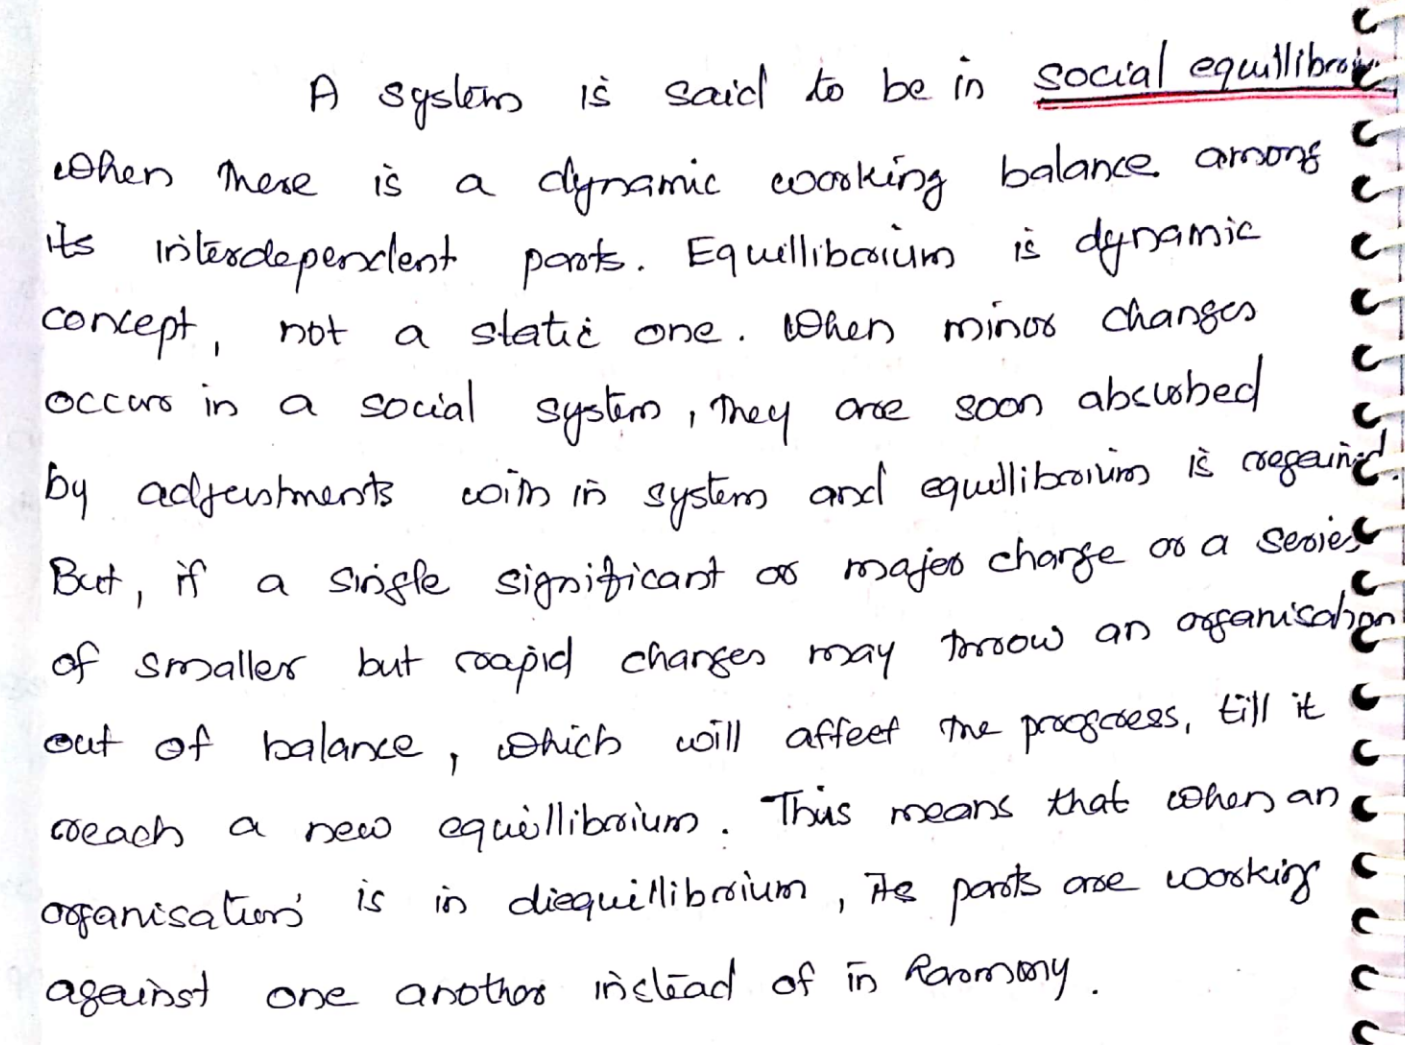 A system is said to be in social equillibrium
when there is a dynamic working balance among
its interdependent parts. Equillibrium is dynamic
concept, not a static one. When minor changes
occurs in a social system, they are soon absorbed
by adjustments with in system and equillibrium is regained.
But, if a single significant or major change or a series
of smaller but rapid changes may throw an organisation
out of balance, which will affect the progress, till it
reach a new equillibrium. This means that when an
organisation is in disequillibrium, its parts are working
against one another instead of in harmony.